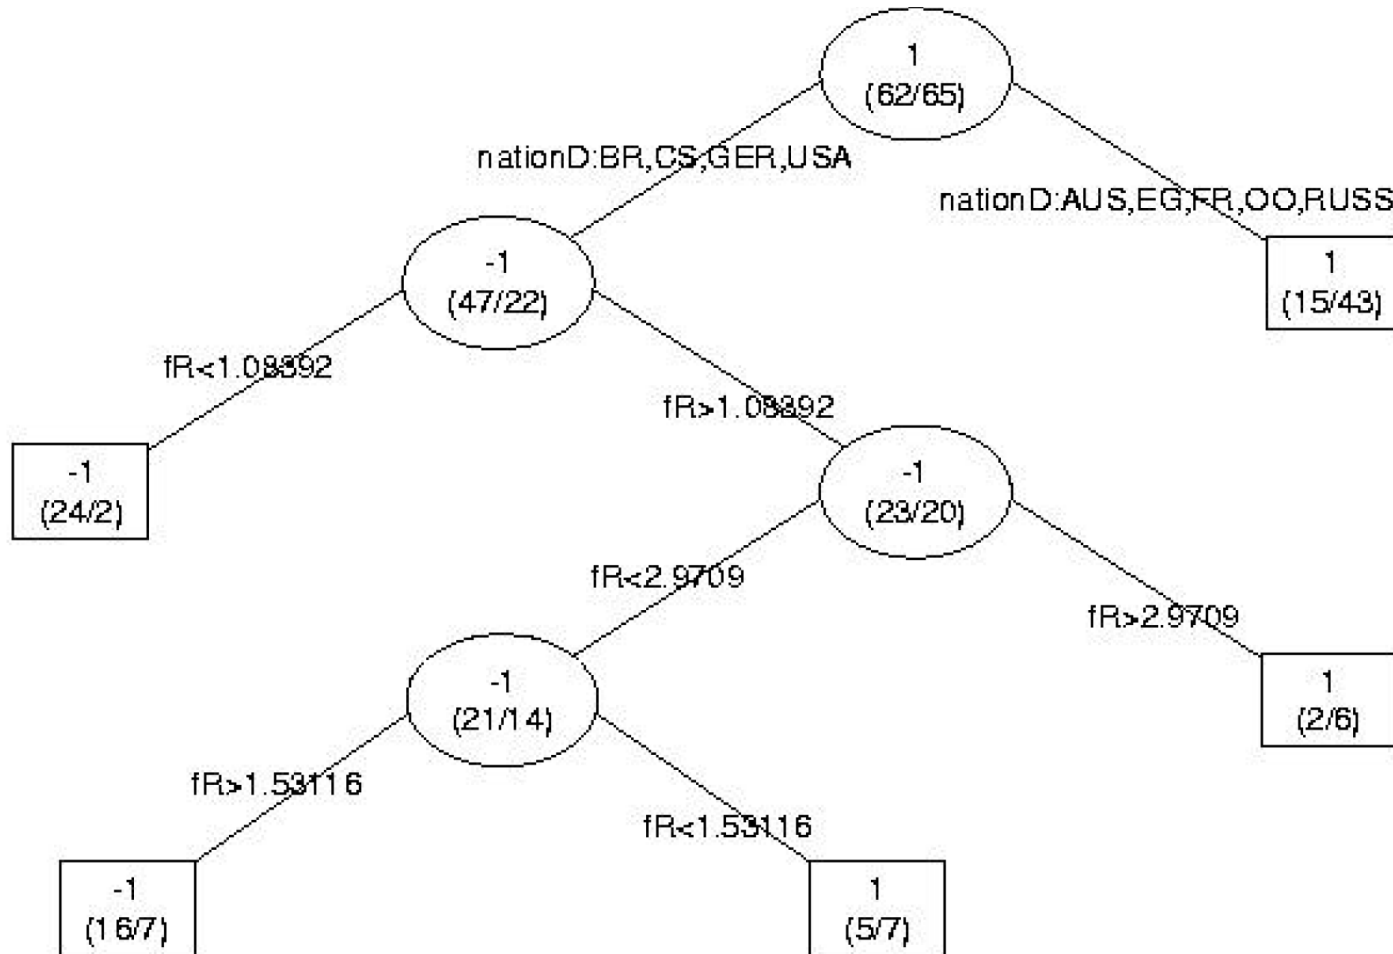 1
(62/65)
nationD:BR,CS,GER,USA
nationD:AUS,EG,FR,OO,RUSS
-1
(47/22)
1
(15/43)
fR<1.08392
fR>1.08392
-1
(24/2)
-1
(23/20)
fR<2.9709
fR>2.9709
-1
(21/14)
1
(2/6)
fR>1.53116
fR<1.53116
-1
(16/7)
1
(5/7)